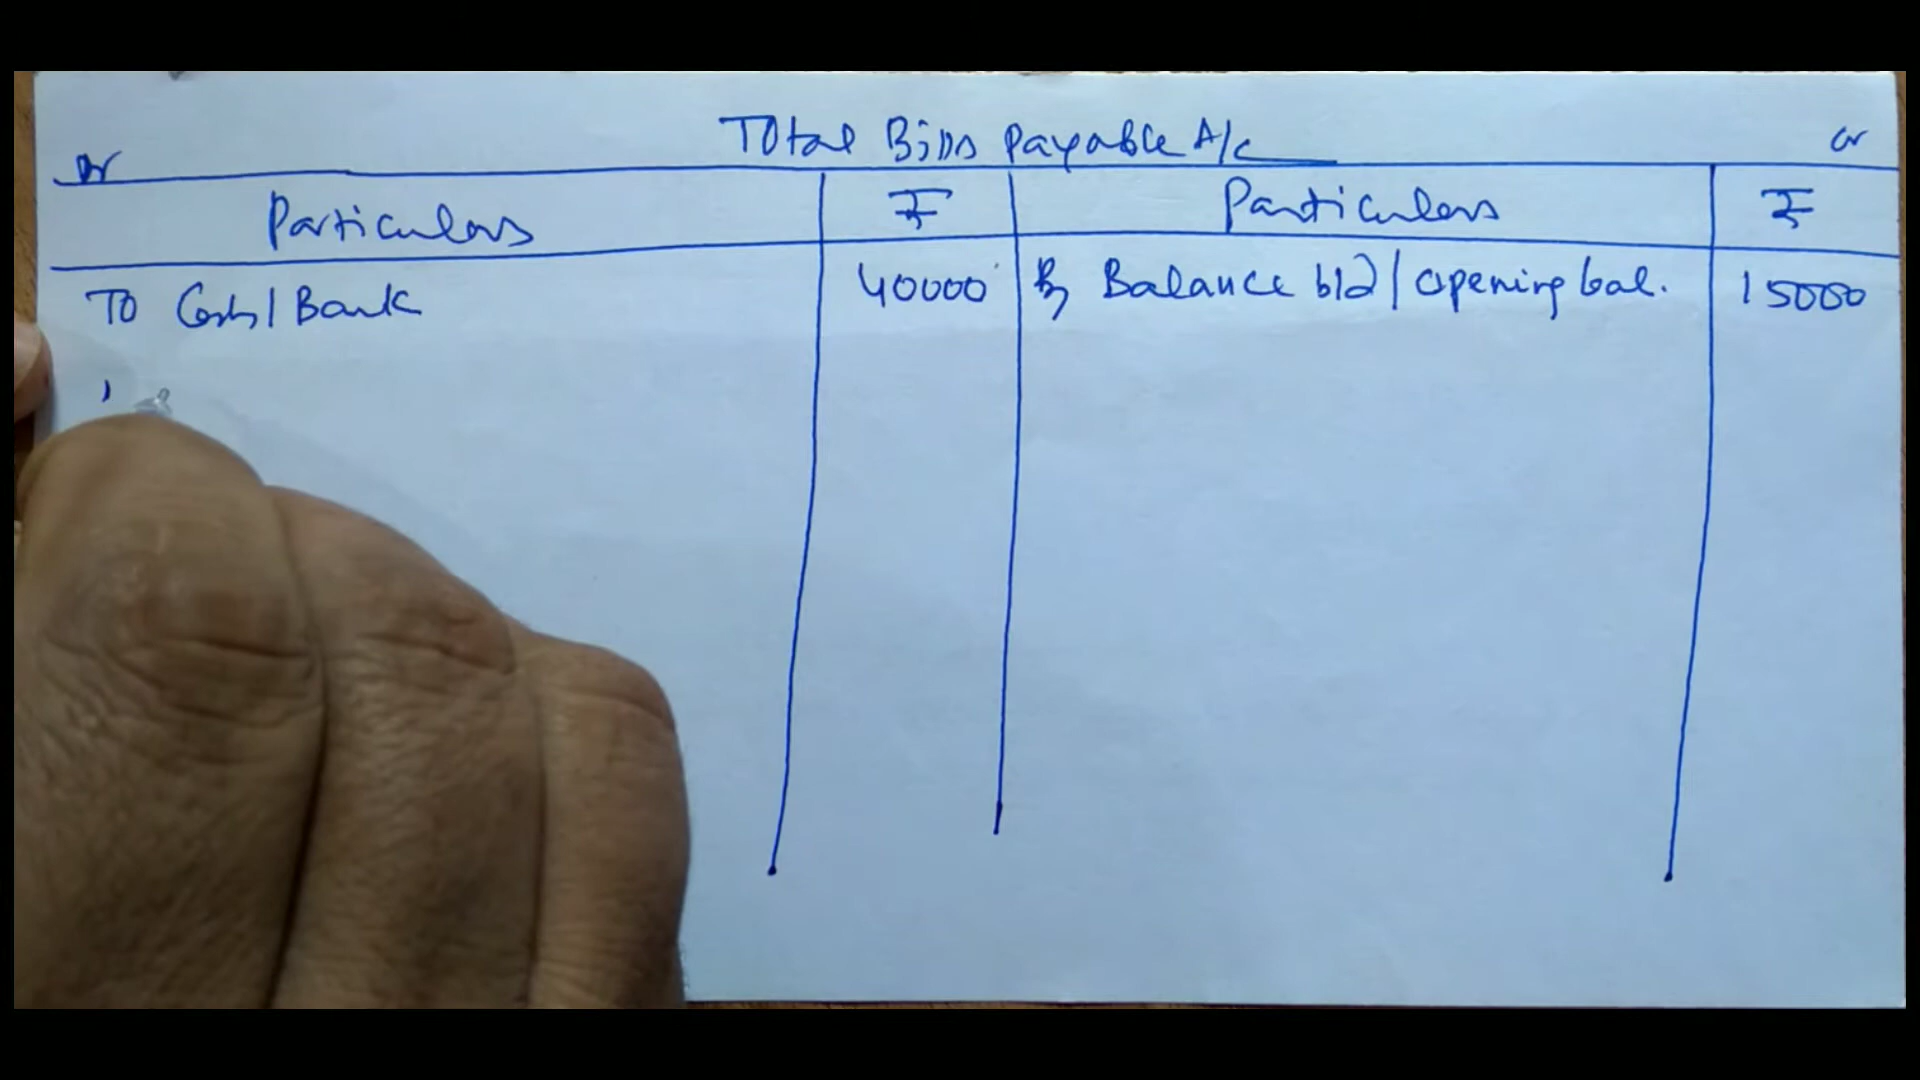 Total Bills Payable A/c
Dr Cr
Particulars ₹ Particulars ₹
To Cash/Bank 40000 By Balance b/d/opening bal. 15000
"